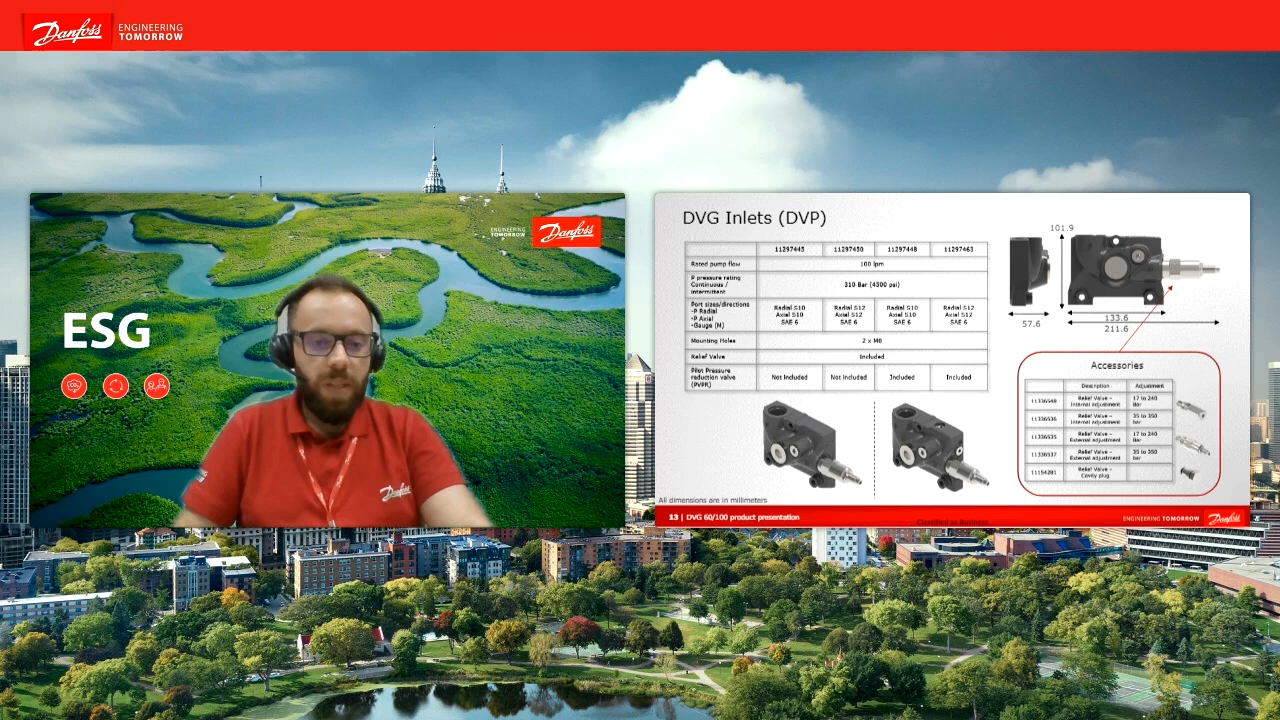 Danfoss
ENGINEERING
TOMORROW
ENGINEERING
TOMORROW
Danfoss
ESG
CO₂
Danfoss
DVG Inlets (DVP)
11297445 11297450 11297448 11297463
Rated pump flow 100 lpm
P pressure rating
Continuous /
intermittent
310 Bar (4500 psi)
Port sizes/directions
-P Radial
-P Axial
-Gauge (M)
Radial S10
Axial S10
SAE 6
Radial S12
Axial S12
SAE 6
Radial S10
Axial S10
SAE 6
Radial S12
Axial S12
SAE 6
Mounting Holes 2 x M8
Relief Valve Included
Pilot Pressure
reduction valve
(PVPR)
Not included Not included Included Included
101.9
57.6
133.6
211.6
Accessories
Description Adjustment
11336548 Relief Valve –
Internal adjustment
17 to 240
Bar
11336536 Relief Valve –
Internal adjustment
35 to 350
bar
11336535 Relief Valve –
External adjustment
17 to 240
Bar
11336537 Relief Valve –
External adjustment
35 to 350
bar
11154281 Relief Valve –
Cavity plug
All dimensions are in millimeters
13 | DVG 60/100 product presentation
Classified as Business
ENGINEERING TOMORROW
Danfoss